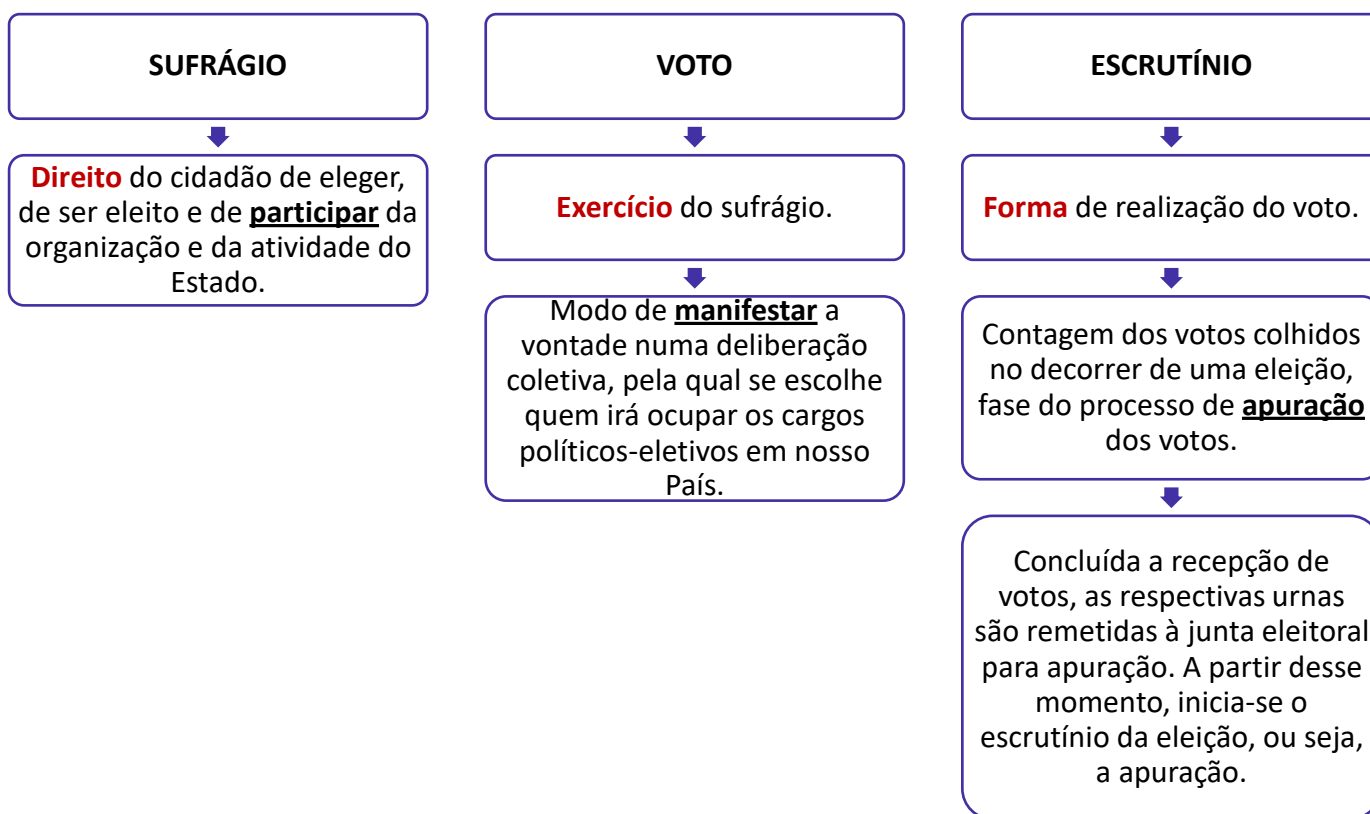 SUFRÁGIO
Direito do cidadão de eleger,
de ser eleito e de participar da
organização e da atividade do
Estado.
VOTO
Exercício do sufrágio.
Modo de manifestar a
vontade numa deliberação
coletiva, pela qual se escolhe
quem irá ocupar os cargos
políticos-eletivos em nosso
País.
ESCRUTÍNIO
Forma de realização do voto.
Contagem dos votos colhidos
no decorrer de uma eleição,
fase do processo de apuração
dos votos.
Concluída a recepção de
votos, as respectivas urnas
são remetidas à junta eleitoral
para apuração. A partir desse
momento, inicia-se o
escrutínio da eleição, ou seja,
a apuração.